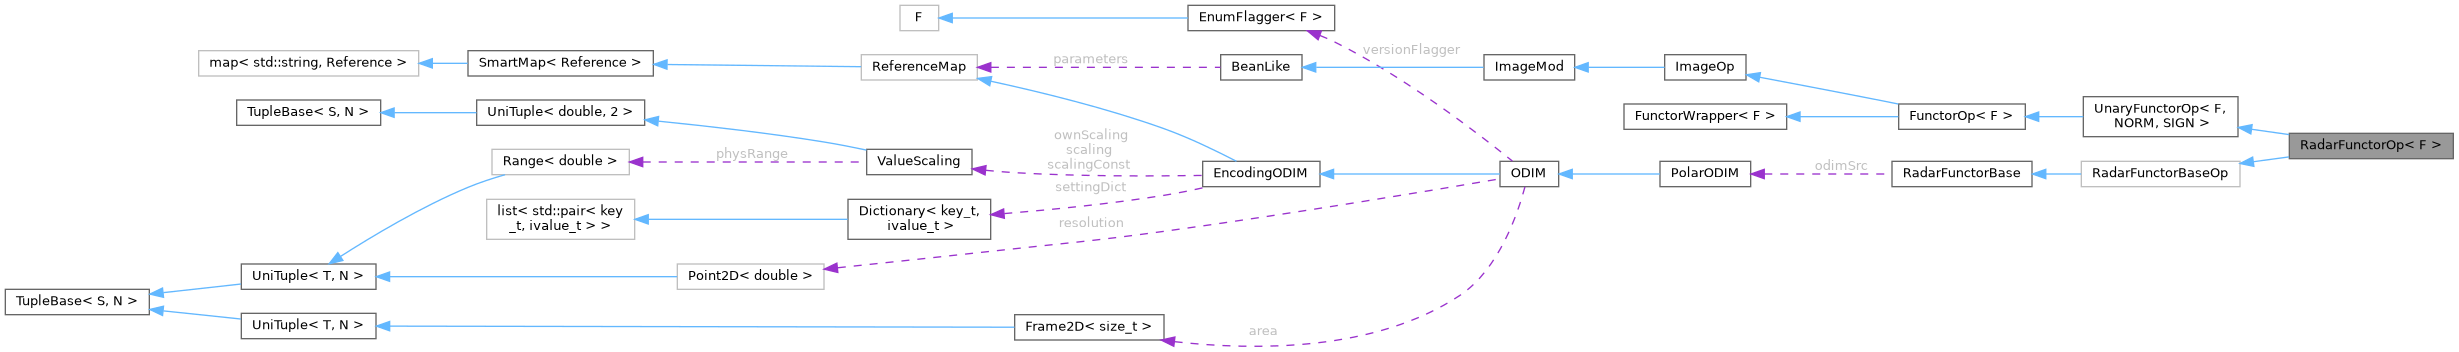 F
EnumFlagger< F >
versionFlagger
map< std::string, Reference >
SmartMap< Reference >
ReferenceMap
parameters
BeanLike
ImageMod
ImageOp
TupleBase< S, N >
UniTuple< double, 2 >
FunctorWrapper< F >
FunctorOp< F >
UnaryFunctorOp< F,
NORM, SIGN >
ownScaling
scaling
scalingConst
RadarFunctorOp< F >
Range< double >
physRange
ValueScaling
EncodingODIM
ODIM
PolarODIM
odimSrc
RadarFunctorBase
RadarFunctorBaseOp
settingDict
list< std::pair< key
_t, ivalue_t > >
Dictionary< key_t,
ivalue_t >
resolution
UniTuple< T, N >
Point2D< double >
TupleBase< S, N >
UniTuple< T, N >
Frame2D< size_t >
area